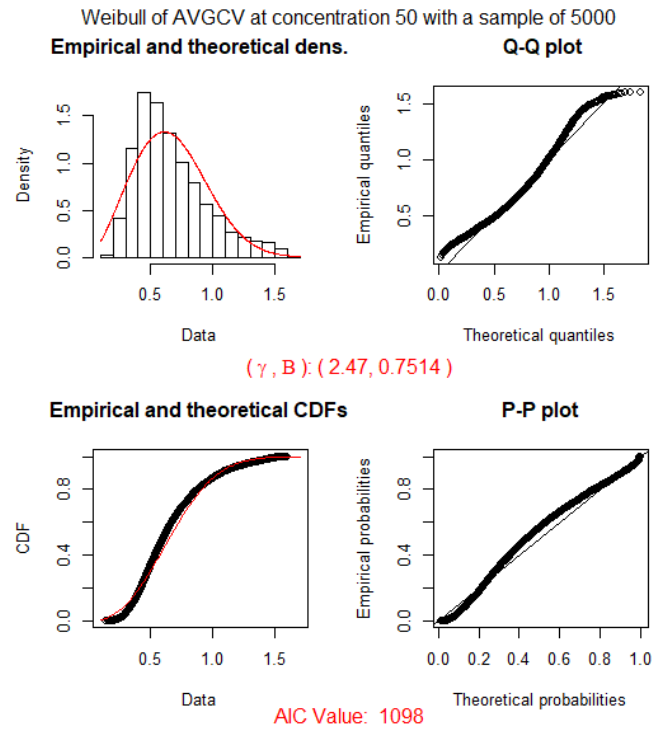 Weibull of AVGCV at concentration 50 with a sample of 5000
Empirical and theoretical dens.
Density
0.0 0.5 1.0 1.5
0.5 1.0 1.5
Data
Q-Q plot
Empirical quantiles
0.5 1.0 1.5
0.0 0.5 1.0 1.5
Theoretical quantiles
( γ , B ): ( 2.47, 0.7514 )
Empirical and theoretical CDFs
CDF
0.0 0.4 0.8
0.5 1.0 1.5
Data
P-P plot
Empirical probabilities
0.0 0.4 0.8
0.0 0.2 0.4 0.6 0.8 1.0
Theoretical probabilities
AIC Value: 1098